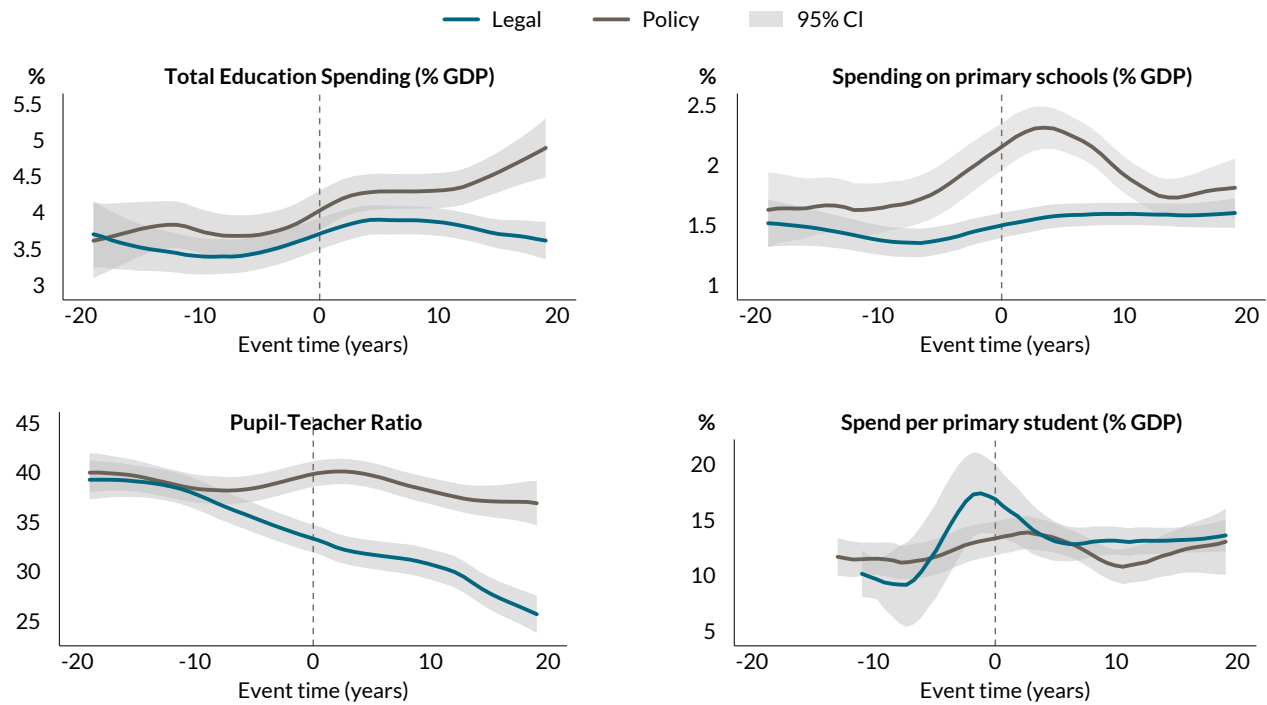 Legal Policy 95% CI
% Total Education Spending (% GDP)
5.5
5
4.5
4
3.5
3
-20 -10 0 10 20
Event time (years)
% Spending on primary schools (% GDP)
2.5
2
1.5
1
-20 -10 0 10 20
Event time (years)
Pupil-Teacher Ratio
45
40
35
30
25
-20 -10 0 10 20
Event time (years)
% Spend per primary student (% GDP)
20
15
10
5
-20 -10 0 10 20
Event time (years)